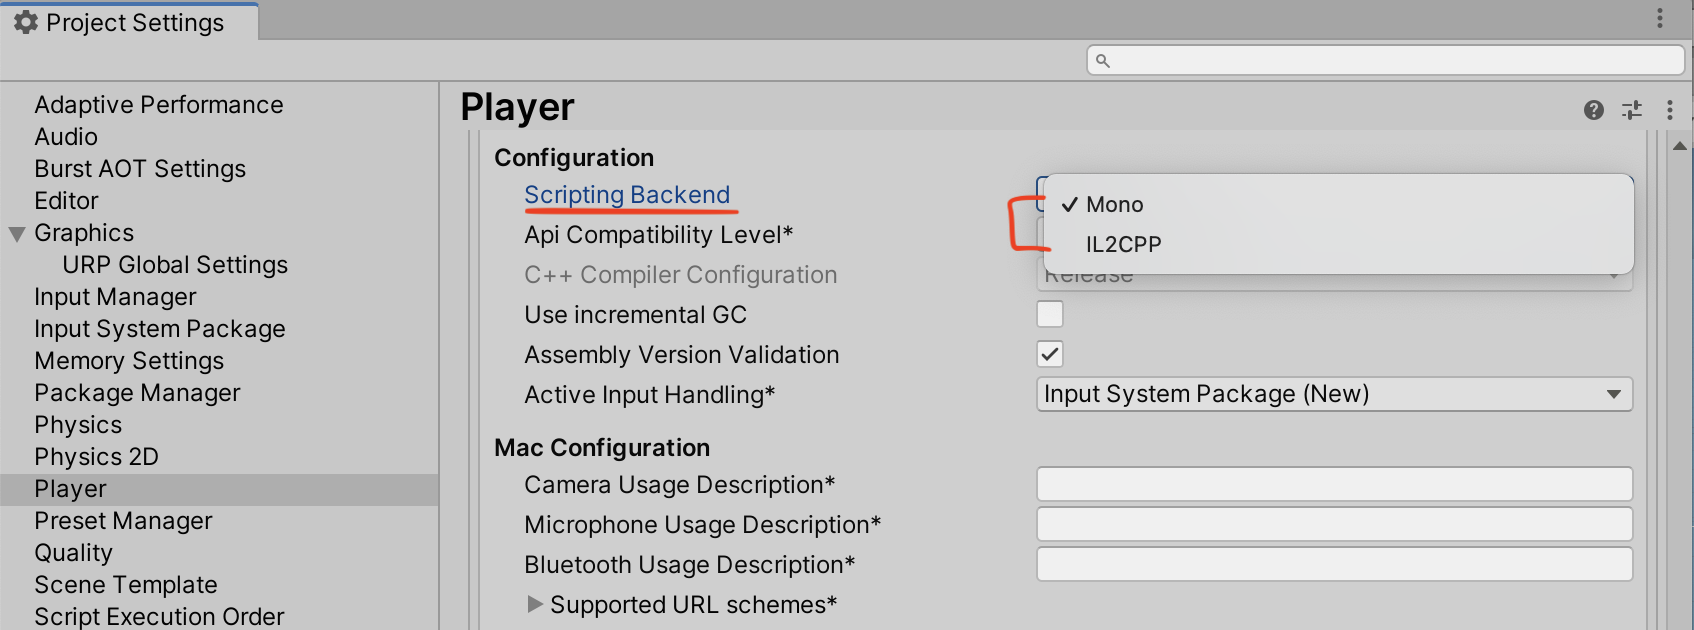 Project Settings
Adaptive Performance
Audio
Burst AOT Settings
Editor
Graphics
URP Global Settings
Input Manager
Input System Package
Memory Settings
Package Manager
Physics
Physics 2D
Player
Preset Manager
Quality
Scene Template
Script Execution Order
Player
Configuration
Scripting Backend
Mono
IL2CPP
Api Compatibility Level*
C++ Compiler Configuration
Release
Use incremental GC
Assembly Version Validation
Active Input Handling*
Input System Package (New)
Mac Configuration
Camera Usage Description*
Microphone Usage Description*
Bluetooth Usage Description*
Supported URL schemes*